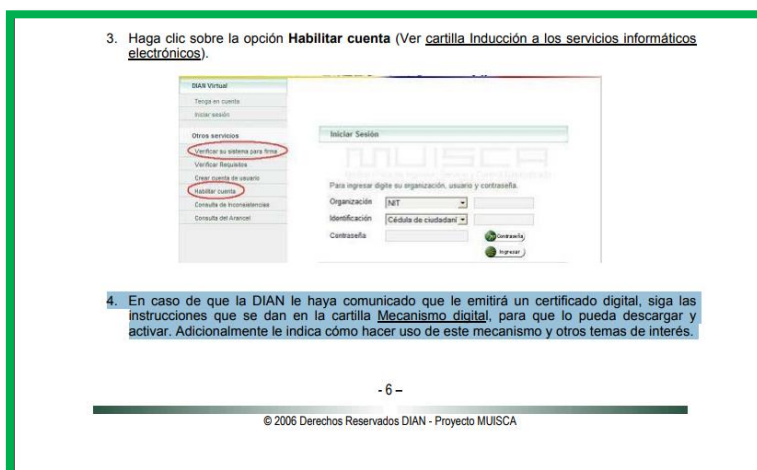 3. Haga clic sobre la opción Habilitar cuenta (Ver cartilla Inducción a los servicios informáticos
electrónicos).
DIAN Virtual
Tenga en cuenta
Iniciar sesión
Otros servicios
Verificar su sistema para firma
Verificar Requisitos
Crear cuenta de usuario
Habilitar cuenta
Consulta de Inconsistencias
Consulta del Arancel
Iniciar Sesión
MUISCA
Para ingresar digite su organización, usuario y contraseña.
Organización NIT
Identificación Cédula de ciudadaní
Contraseña Contraseña
Ingresar
4. En caso de que la DIAN le haya comunicado que le emitirá un certificado digital, siga las
instrucciones que se dan en la cartilla Mecanismo digital, para que lo pueda descargar y
activar. Adicionalmente le indica cómo hacer uso de este mecanismo y otros temas de interés.
- 6 –
© 2006 Derechos Reservados DIAN - Proyecto MUISCA